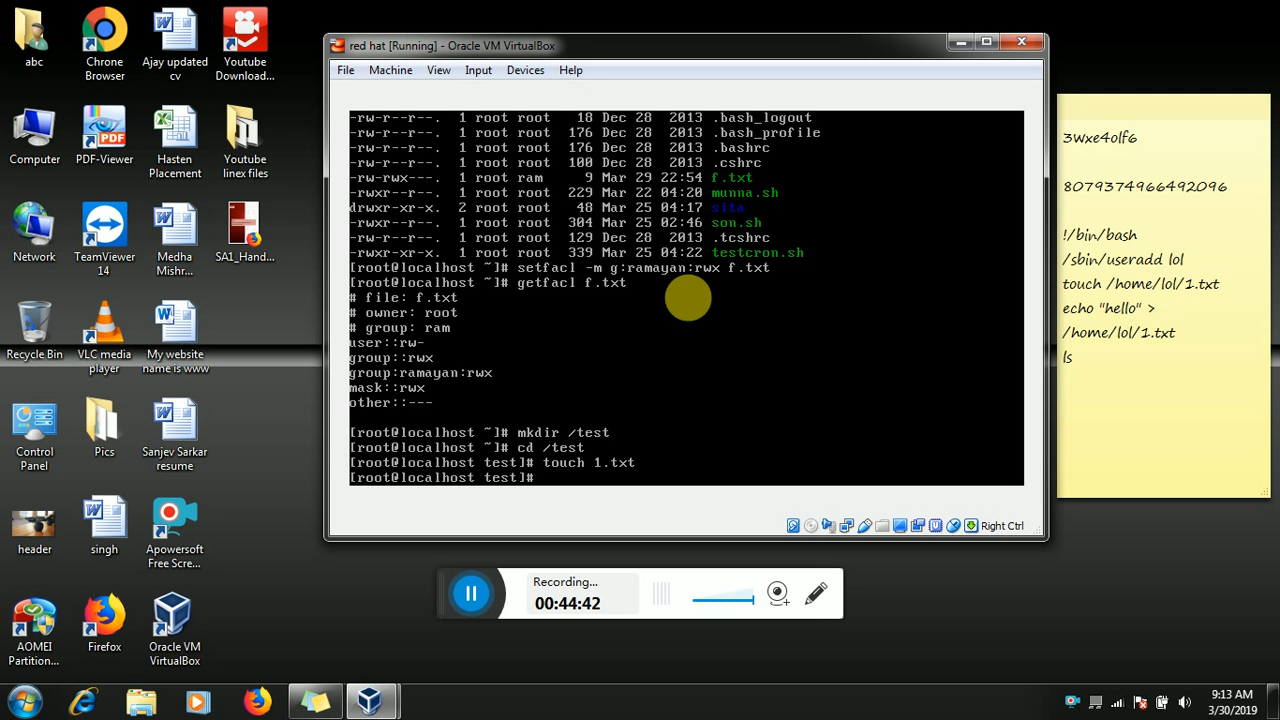 abc
Chrome
Browser
Ajay updated
cv
Youtube
Download...
Computer
PDF-Viewer
Hasten
Placement
Youtube
linex files
Network
TeamViewer
14
Medha
Mishr...
SA1_Hand...
Recycle Bin
VLC media
player
My website
name is www
Control
Panel
Pics
Sanjev Sarkar
resume
header
singh
Apowersoft
Free Scre...
AOMEI
Partition...
Firefox
Oracle VM
VirtualBox
red hat [Running] - Oracle VM VirtualBox
File Machine View Input Devices Help
-rw-r--r--. 1 root root 18 Dec 28 2013 .bash_logout
-rw-r--r--. 1 root root 176 Dec 28 2013 .bash_profile
-rw-r--r--. 1 root root 176 Dec 28 2013 .bashrc
-rw-r--r--. 1 root root 100 Dec 28 2013 .cshrc
-rw-rwx---. 1 root ram 9 Mar 29 22:54 f.txt
-rwxr--r--. 1 root root 229 Mar 22 04:20 munna.sh
drwxr-xr-x. 2 root root 48 Mar 25 04:17 sita
-rwxr--r--. 1 root root 304 Mar 25 02:46 son.sh
-rw-r--r--. 1 root root 129 Dec 28 2013 .tcshrc
-rwxr--r--. 1 root root 339 Mar 25 04:22 testcron.sh
[root@localhost ~]# setfacl -m g:ramayan:rwx f.txt
[root@localhost ~]# getfacl f.txt
# file: f.txt
# owner: root
# group: ram
user::rw-
group::rwx
group:ramayan:rwx
mask::rwx
other::---
[root@localhost ~]# mkdir /test
[root@localhost ~]# cd /test
[root@localhost test]# touch 1.txt
[root@localhost test]#
Right Ctrl
Recording...
00:44:42
3Wxe4olf6
8079374966492096
!/bin/bash
/sbin/useradd lol
touch /home/lol/1.txt
echo "hello" >
/home/lol/1.txt
ls
9:13 AM
3/30/2019